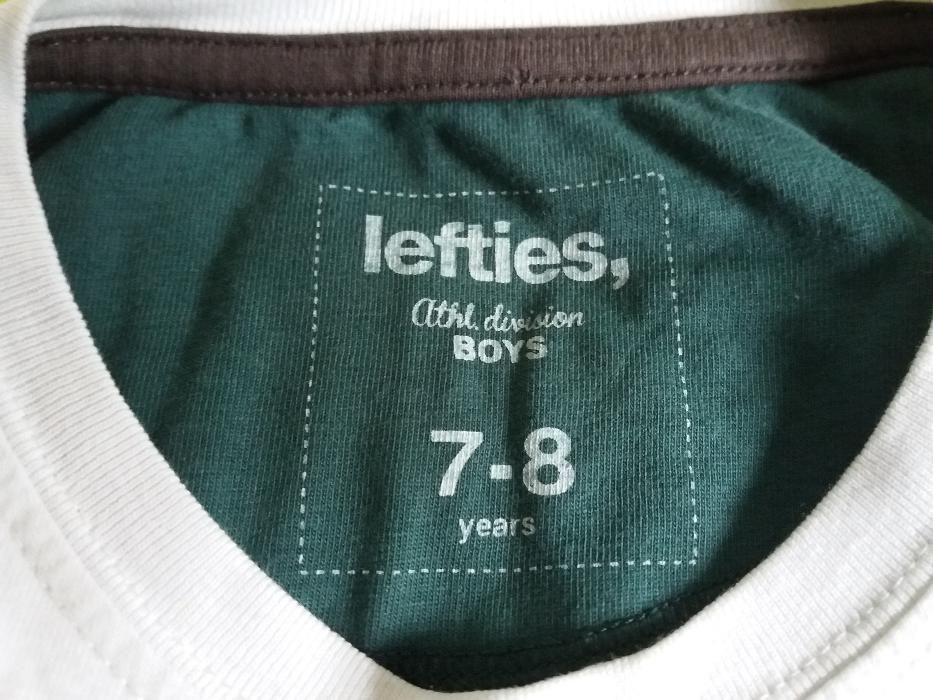 lefties,
Athl. division
BOYS
7-8
years